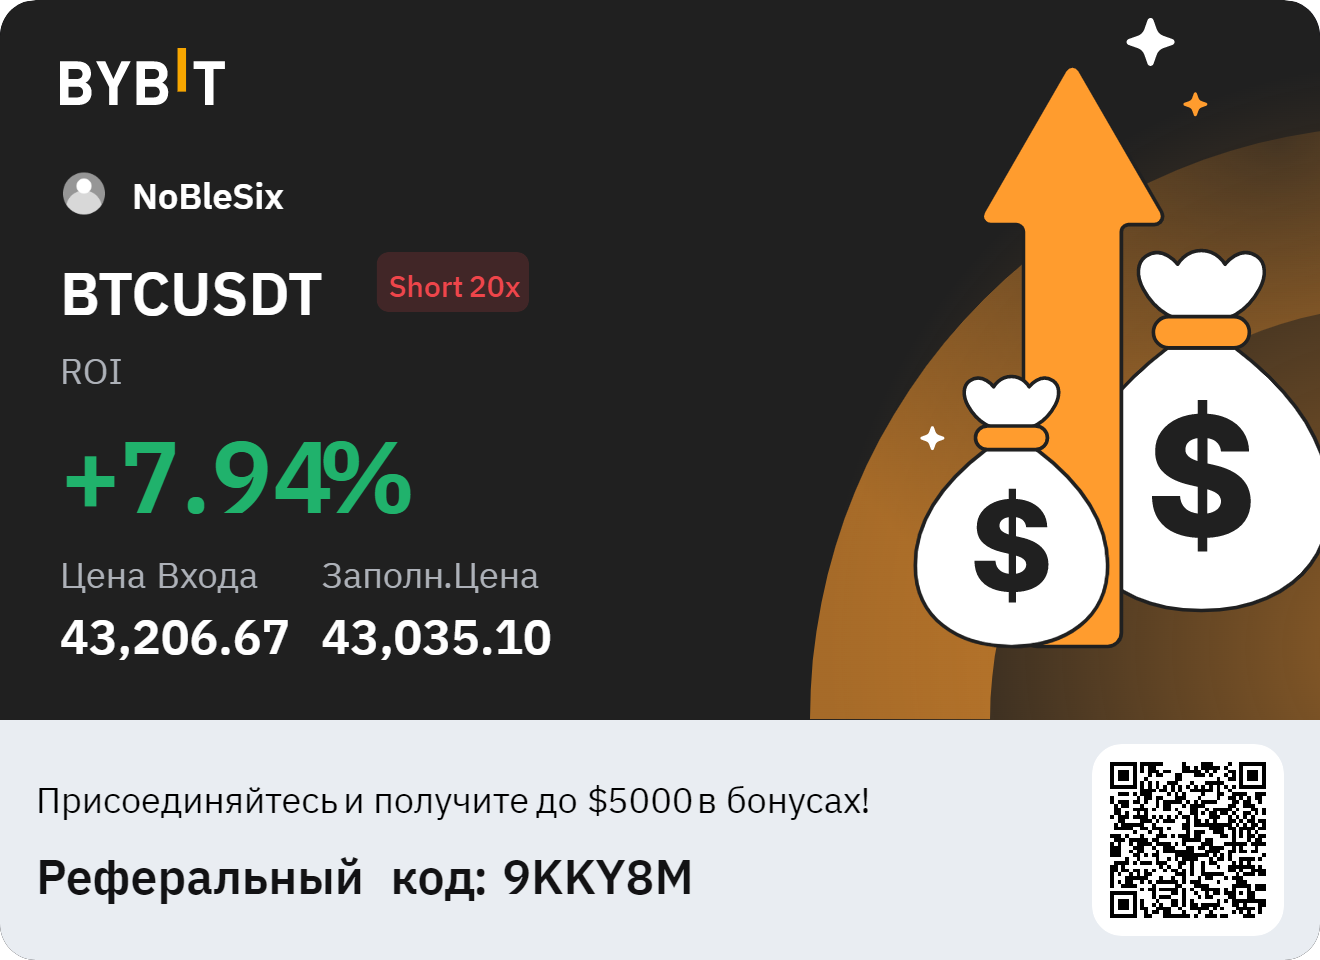 BYBIT
NoBleSix
BTCUSDT Short 20x
ROI
+7.94%
Цена Входа Заполн.Цена
43,206.67 43,035.10
$
$
Присоединяйтесь и получите до $5000 в бонусах!
Реферальный код: 9KKY8M